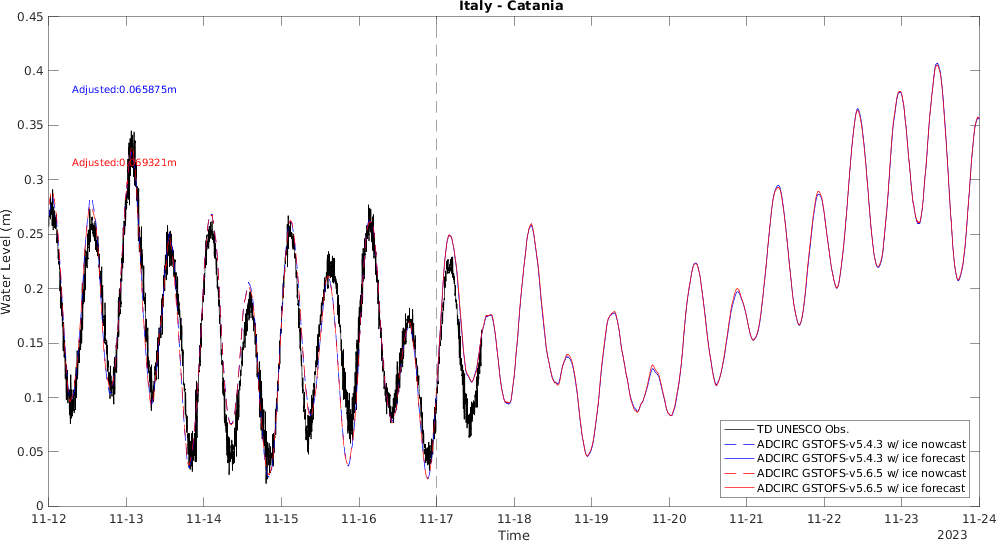 Italy - Catania
0.45
0.4
0.35
0.3
0.25
0.2
0.15
0.1
0.05
0
Water Level (m)
Adjusted:0.065875m
Adjusted:0.069321m
TD UNESCO Obs.
ADCIRC GSTOFS-v5.4.3 w/ ice nowcast
ADCIRC GSTOFS-v5.4.3 w/ ice forecast
ADCIRC GSTOFS-v5.6.5 w/ ice nowcast
ADCIRC GSTOFS-v5.6.5 w/ ice forecast
11-12 11-13 11-14 11-15 11-16 11-17 11-18 11-19 11-20 11-21 11-22 11-23 11-24
Time
2023